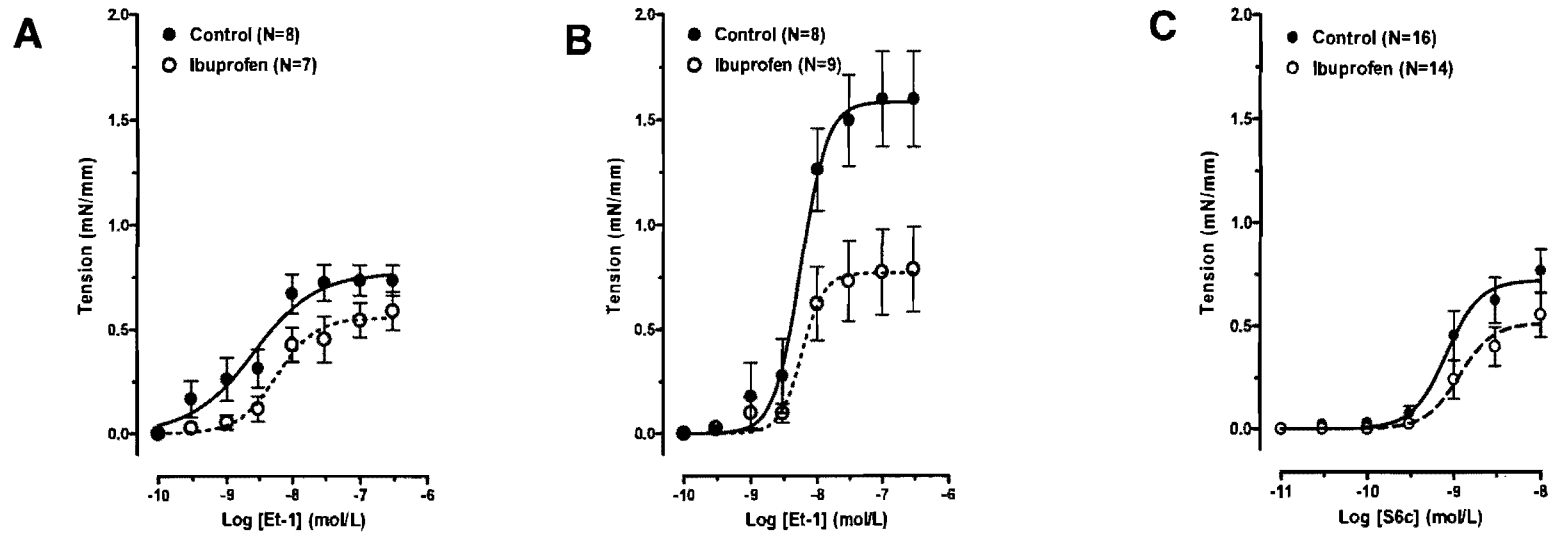 A
2.0
1.5
1.0
0.5
0.0
Tension (mN/mm)
Control (N=8)
Ibuprofen (N=7)
-10 -9 -8 -7 -6
Log [Et-1] (mol/L)
B
2.0
1.5
1.0
0.5
0.0
Tension (mN/mm)
Control (N=8)
Ibuprofen (N=9)
-10 -9 -8 -7 -6
Log [Et-1] (mol/L)
C
2.0
1.5
1.0
0.5
0.0
Tension (mN/mm)
Control (N=16)
Ibuprofen (N=14)
-11 -10 -9 -8
Log [S6c] (mol/L)